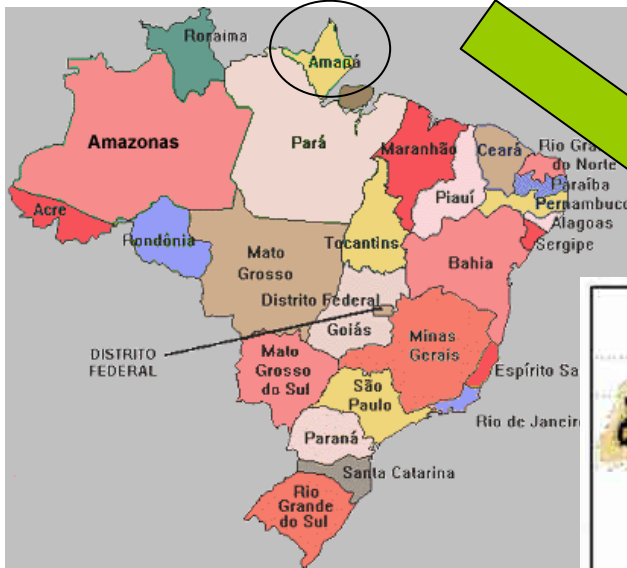 Roraima
Amapá
Amazonas
Pará
Maranhão
Ceará
Rio Gra
do Norte
Paraíba
Piauí
Pernambuco
Alagoas
Sergipe
Acre
Rondônia
Tocantins
Mato
Grosso
Bahia
Distrito Federal
Goiás
DISTRITO
FEDERAL
Minas
Gerais
Mato
Grosso
do Sul
Espírito Sa
São
Paulo
Rio de Janeir
Paraná
Santa Catarina
Rio
Grande
do Sul